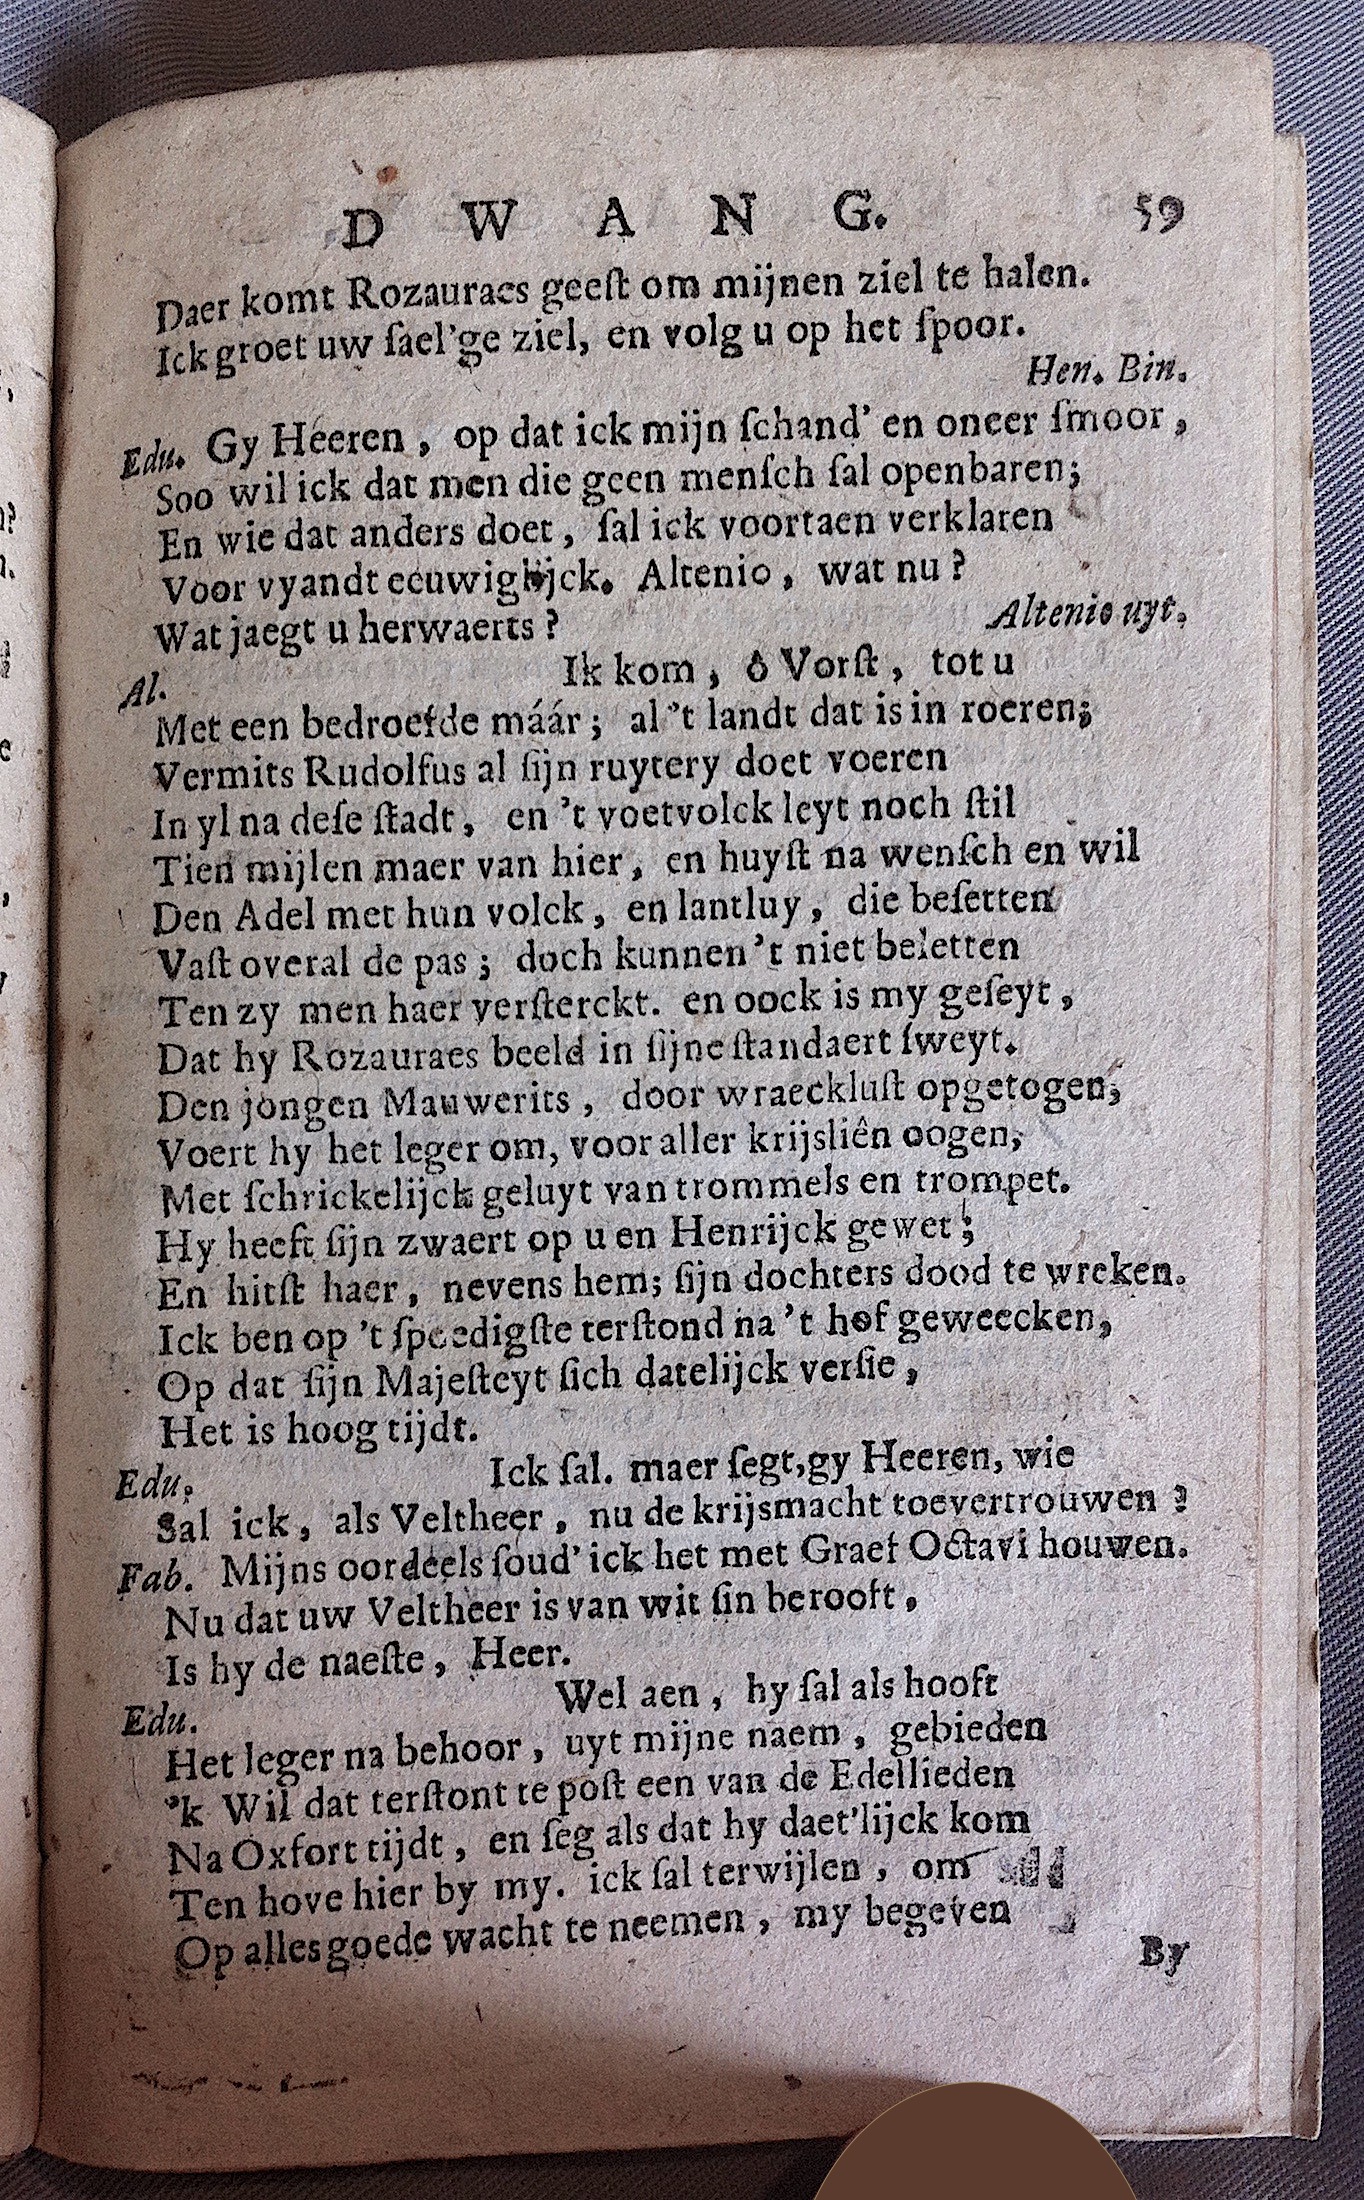 D W A N G. 59
Daer komt Rozauraes geeſt om mijnen ziel te halen.
Ick groet uw ſael'ge ziel, en volg u op het ſpoor.
Hen. Bin.
Edu. Gy Heeren, op dat ick mijn ſchand' en oneer ſmoor,
Soo wil ick dat men die geen menſch ſal openbaren;
En wie dat anders doet, ſal ick voortaen verklaren
Voor vyandt eeuwiglijck. Altenio, wat nu?
Wat jaegt u herwaerts?
Altenio uyt.
Al. Ik kom, ô Vorſt, tot u
Met een bedroefde máár; al 't landt dat is in roeren;
Vermits Rudolfus al ſijn ruytery doet voeren
In yl na deſe ſtadt, en 't voetvolck leyt noch ſtil
Tien mijlen maer van hier, en huyſt na wenſch en wil
Den Adel met hun volck, en lantluy, die beſetten
Vaſt overal de pas; doch kunnen 't niet beletten
Ten zy men haer verſterckt. en oock is my geſeyt,
Dat hy Rozauraes beeld in ſijne ſtandaert ſweyt.
Den jongen Mauwerits, door wraeckluſt opgetogen,
Voert hy het leger om, voor aller krijsliên oogen,
Met ſchrickelijck geluyt van trommels en trompet.
Hy heeft ſijn zwaert op u en Henrijck gewet;
En hitſt haer, nevens hem; ſijn dochters dood te wreken.
Ick ben op 't ſpoedigſte terſtond na 't hof geweecken,
Op dat ſijn Majeſteyt ſich datelijck verſie,
Het is hoog tijdt.
Edu. Ick ſal. maer ſegt, gy Heeren, wie
Sal ick, als Veltheer, nu de krijsmacht toevertrouwen?
Fab. Mijns oordeels ſoud' ick het met Graef Octavi houwen.
Nu dat uw Veltheer is van wit ſin berooft,
Is hy de naeſte, Heer.
Edu. Wel aen, hy ſal als hooft
Het leger na behoor, uyt mijne naem, gebieden
'k Wil dat terſtont te poſt een van de Edellieden
Na Oxfort tijdt, en ſeg als dat hy daet'lijck kom
Ten hove hier by my. ick ſal terwijlen, om
Op alles goede wacht te neemen, my begeven
By